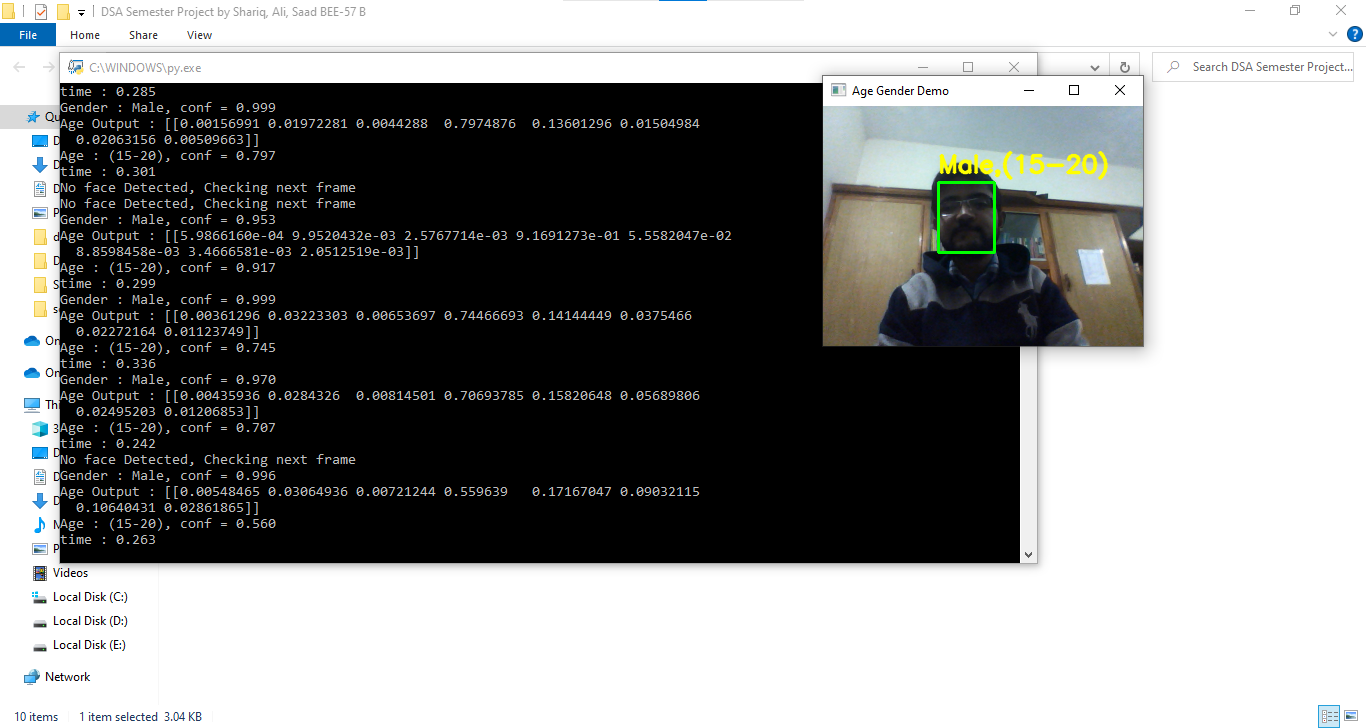 DSA Semester Project by Shariq, Ali, Saad BEE-57 B
File Home Share View
C:\WINDOWS\py.exe
Search DSA Semester Project...
time : 0.285
Gender : Male, conf = 0.999
Age Output : [[0.00156991 0.01972281 0.0044288  0.7974876  0.13601296 0.01504984
  0.02063156 0.00509663]]
Age : (15-20), conf = 0.797
time : 0.301
No face Detected, Checking next frame
No face Detected, Checking next frame
Gender : Male, conf = 0.953
Age Output : [[5.9866160e-04 9.9520432e-03 2.5767714e-03 9.1691273e-01 5.5582047e-02
  8.8598458e-03 3.4666581e-03 2.0512519e-03]]
Age : (15-20), conf = 0.917
time : 0.299
Gender : Male, conf = 0.999
Age Output : [[0.00361296 0.03223303 0.00653697 0.74466693 0.14144449 0.0375466
  0.02272164 0.01123749]]
Age : (15-20), conf = 0.745
time : 0.336
Gender : Male, conf = 0.970
Age Output : [[0.00435936 0.0284326  0.00814501 0.70693785 0.15820648 0.05689806
  0.02495203 0.01206853]]
Age : (15-20), conf = 0.707
time : 0.242
No face Detected, Checking next frame
Gender : Male, conf = 0.996
Age Output : [[0.00548465 0.03064936 0.00721244 0.559639   0.17167047 0.09032115
  0.10640431 0.02861865]]
Age : (15-20), conf = 0.560
time : 0.263
Age Gender Demo
Male,(15-20)
Videos
Local Disk (C:)
Local Disk (D:)
Local Disk (E:)
Network
10 items 1 item selected 3.04 KB